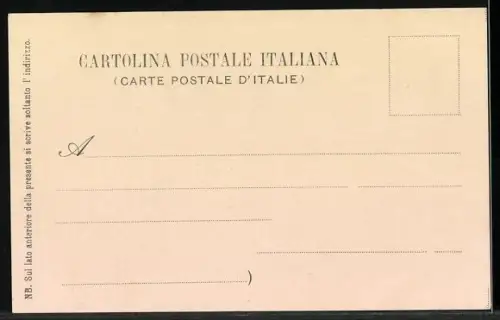 CARTOLINA POSTALE ITALIANA
(CARTE POSTALE D'ITALIE)
A
)
NB. Sul lato anteriore della presente si scrive soltanto l'indirizzo.